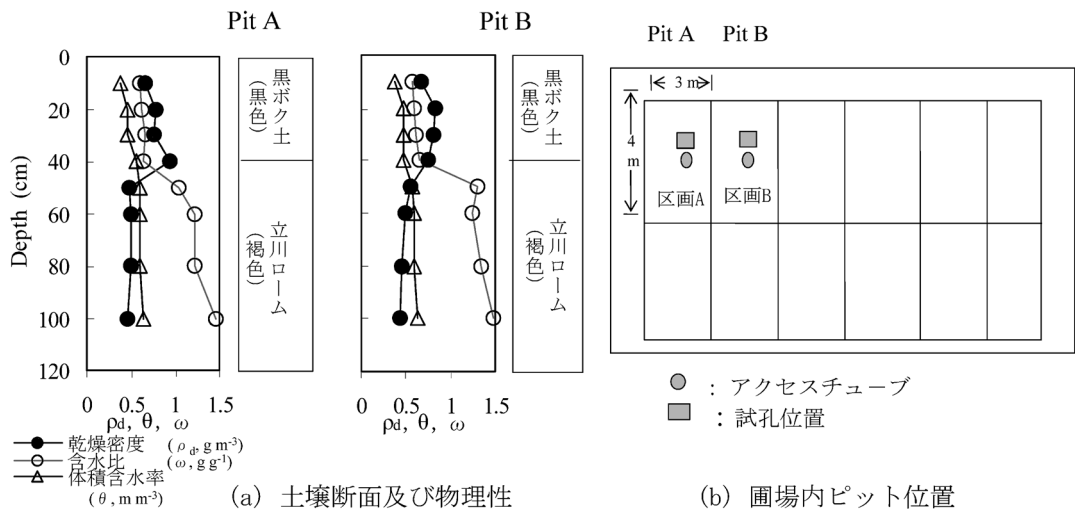 Pit A
Pit B
0
20
40
60
80
100
120
Depth (cm)
0
0.5
1
1.5
ρd, θ, ω
黒ボク土
(黒色)
立川ローム
(褐色)
0
0.5
1
1.5
ρd, θ, ω
黒ボク土
(黒色)
立川ローム
(褐色)
乾燥密度 (ρd, g m-3)
含水比 (ω, g g-1)
体積含水率
(θ, m m-3)
(a) 土壌断面及び物理性
Pit A Pit B
3 m
4
m
区画A 区画B
: アクセスチューブ
: 試孔位置
(b) 圃場内ピット位置